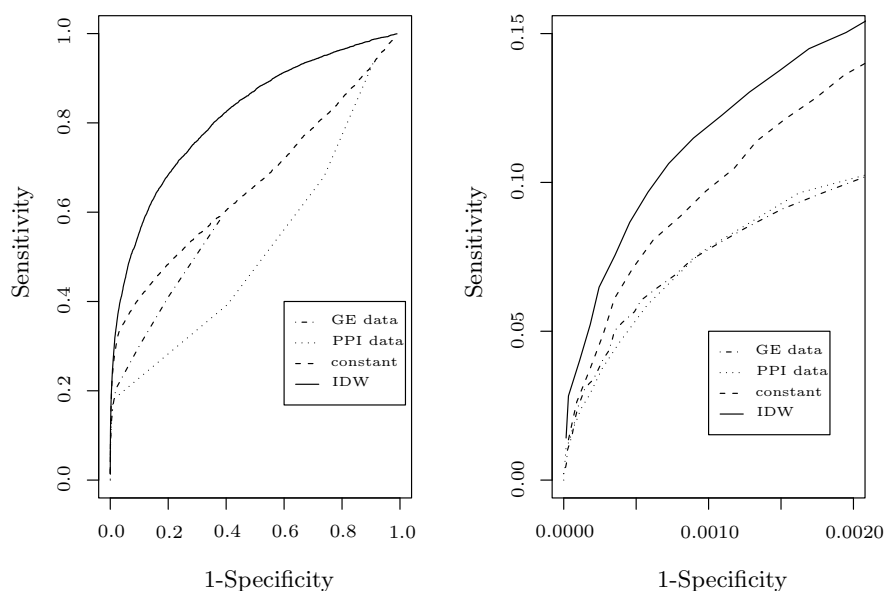 Sensitivity
1.0
0.8
0.6
0.4
0.2
0.0
GE data
PPI data
constant
IDW
0.0 0.2 0.4 0.6 0.8 1.0
1-Specificity
Sensitivity
0.15
0.10
0.05
0.00
GE data
PPI data
constant
IDW
0.0000 0.0010 0.0020
1-Specificity